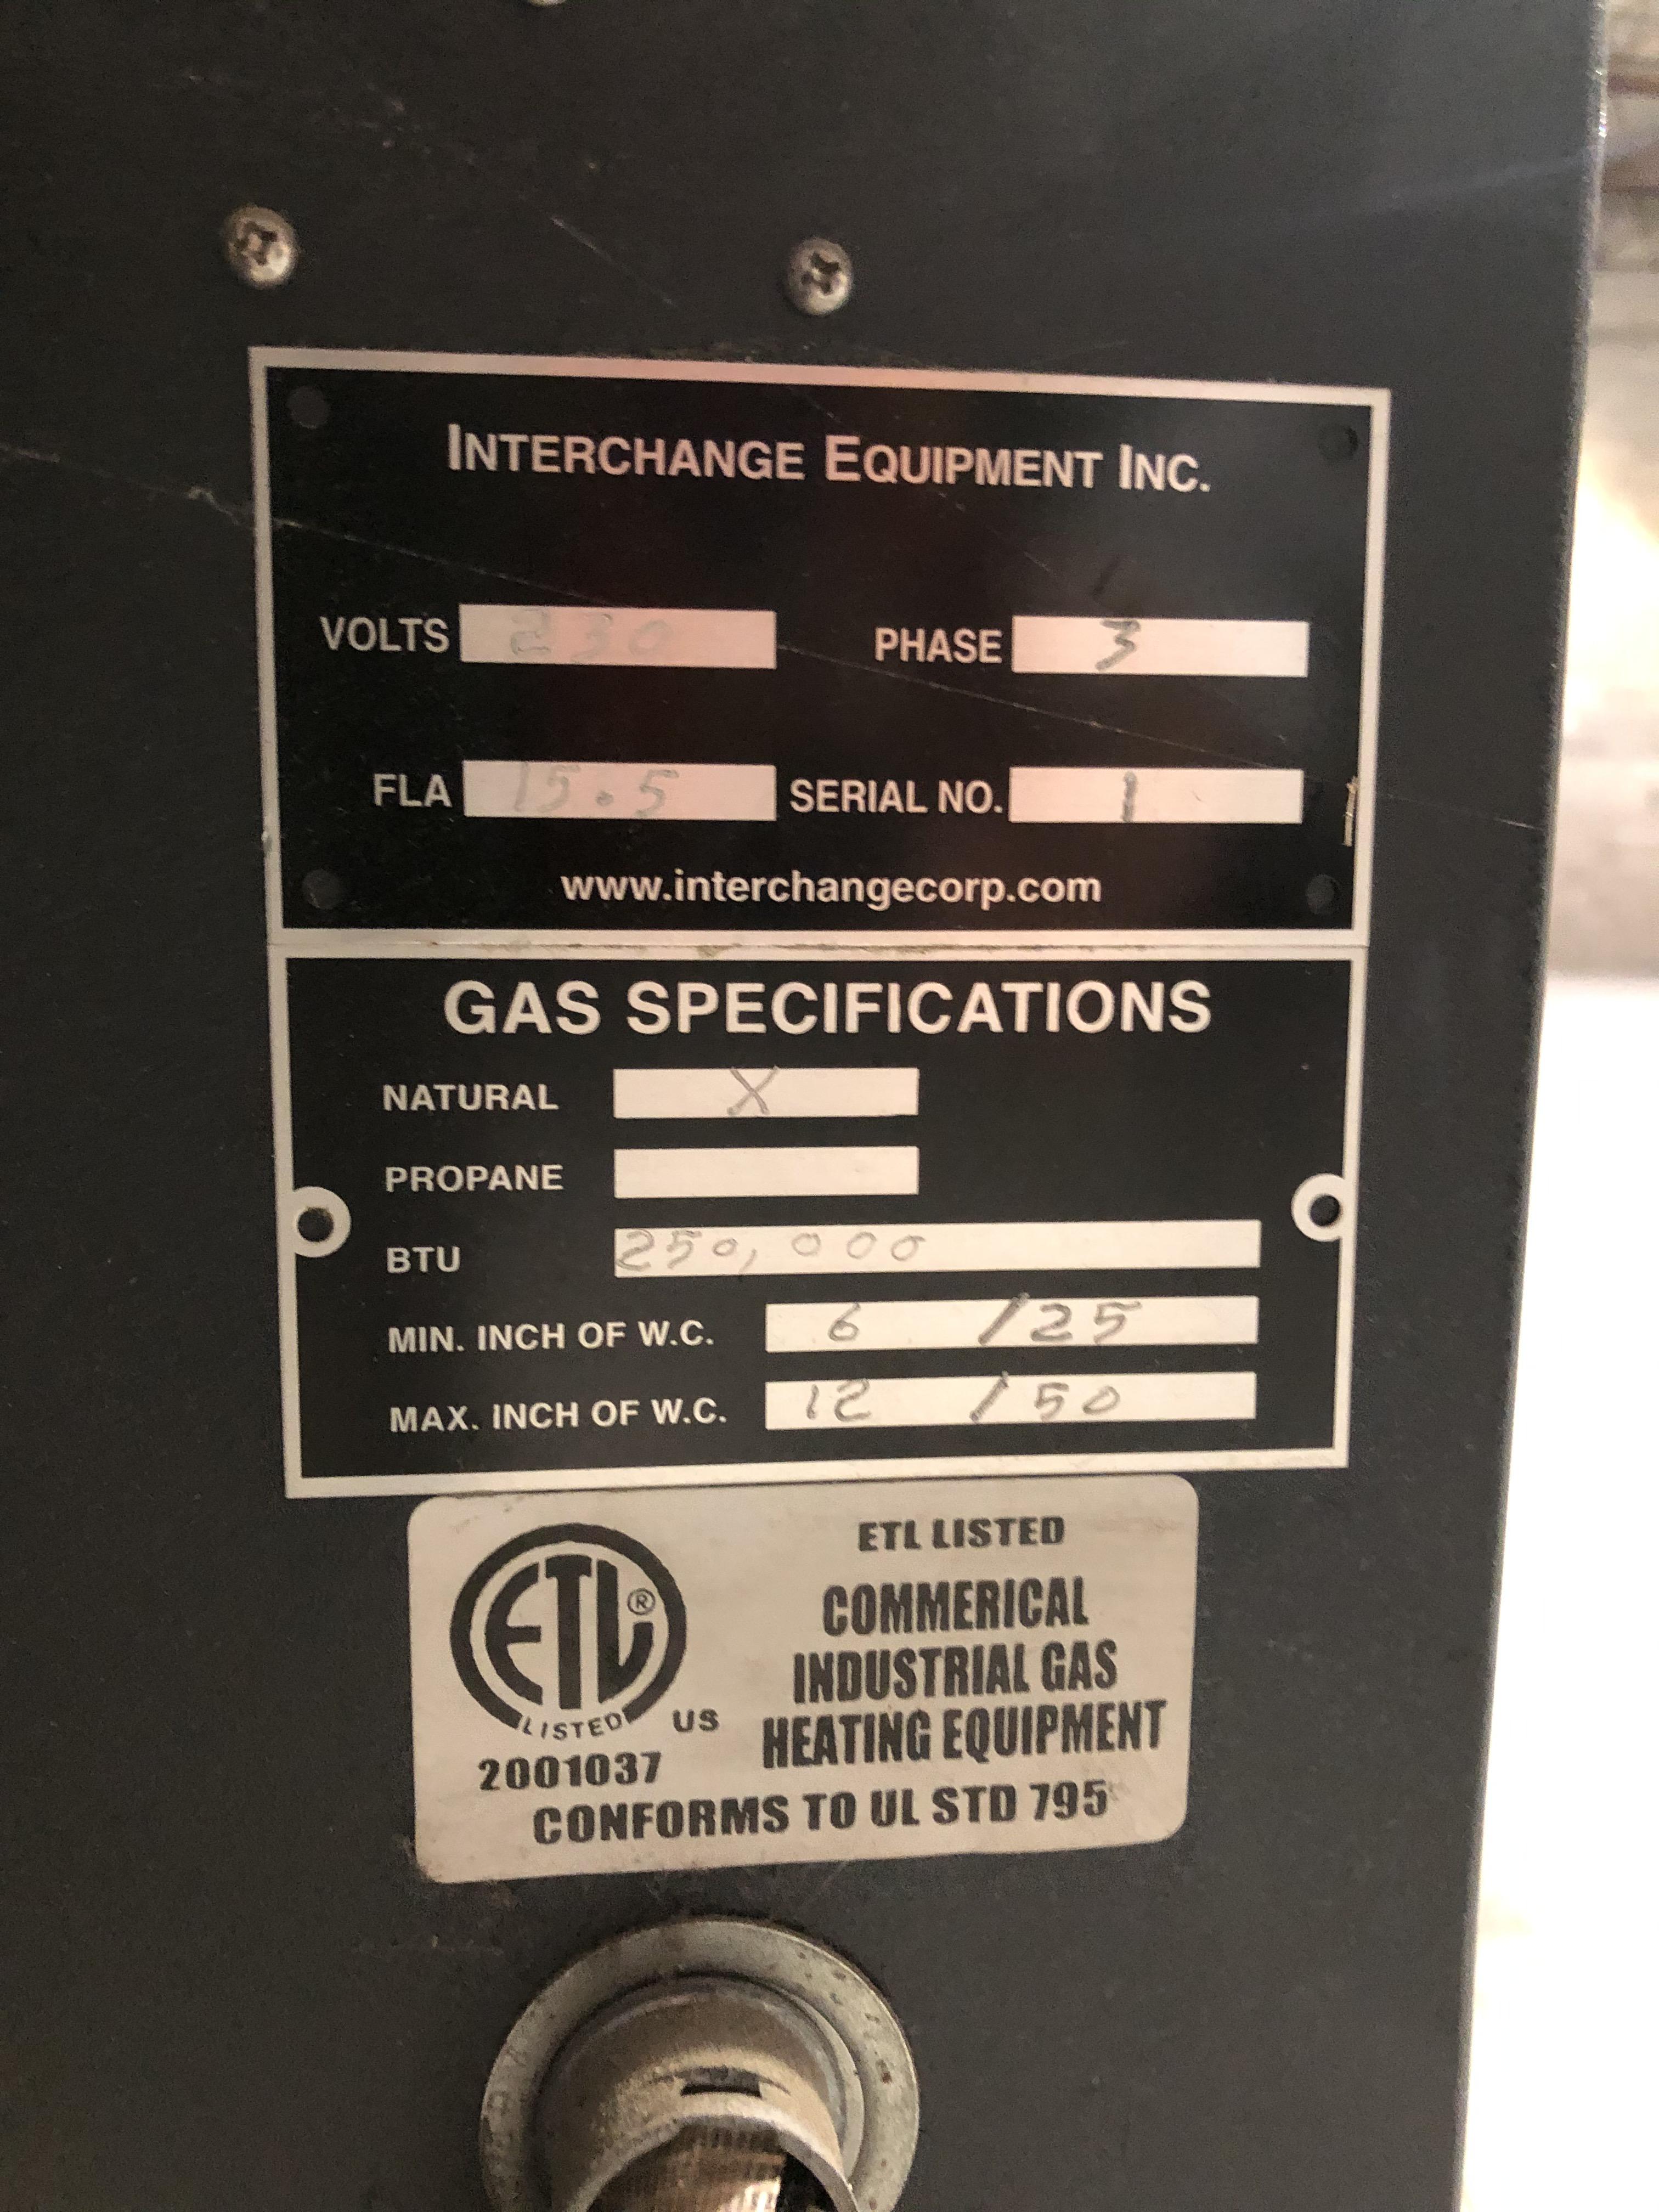 INTERCHANGE EQUIPMENT INC.
VOLTS 230 PHASE 3
FLA 15.5 SERIAL NO. 1
www.interchangecorp.com
GAS SPECIFICATIONS
NATURAL X
PROPANE
BTU 250,000
MIN. INCH OF W.C. 6 /25
MAX. INCH OF W.C. 12 /50
ETL LISTED
COMMERICAL
INDUSTRIAL GAS
HEATING EQUIPMENT
ETL ®
LISTED US
2001037
CONFORMS TO UL STD 795